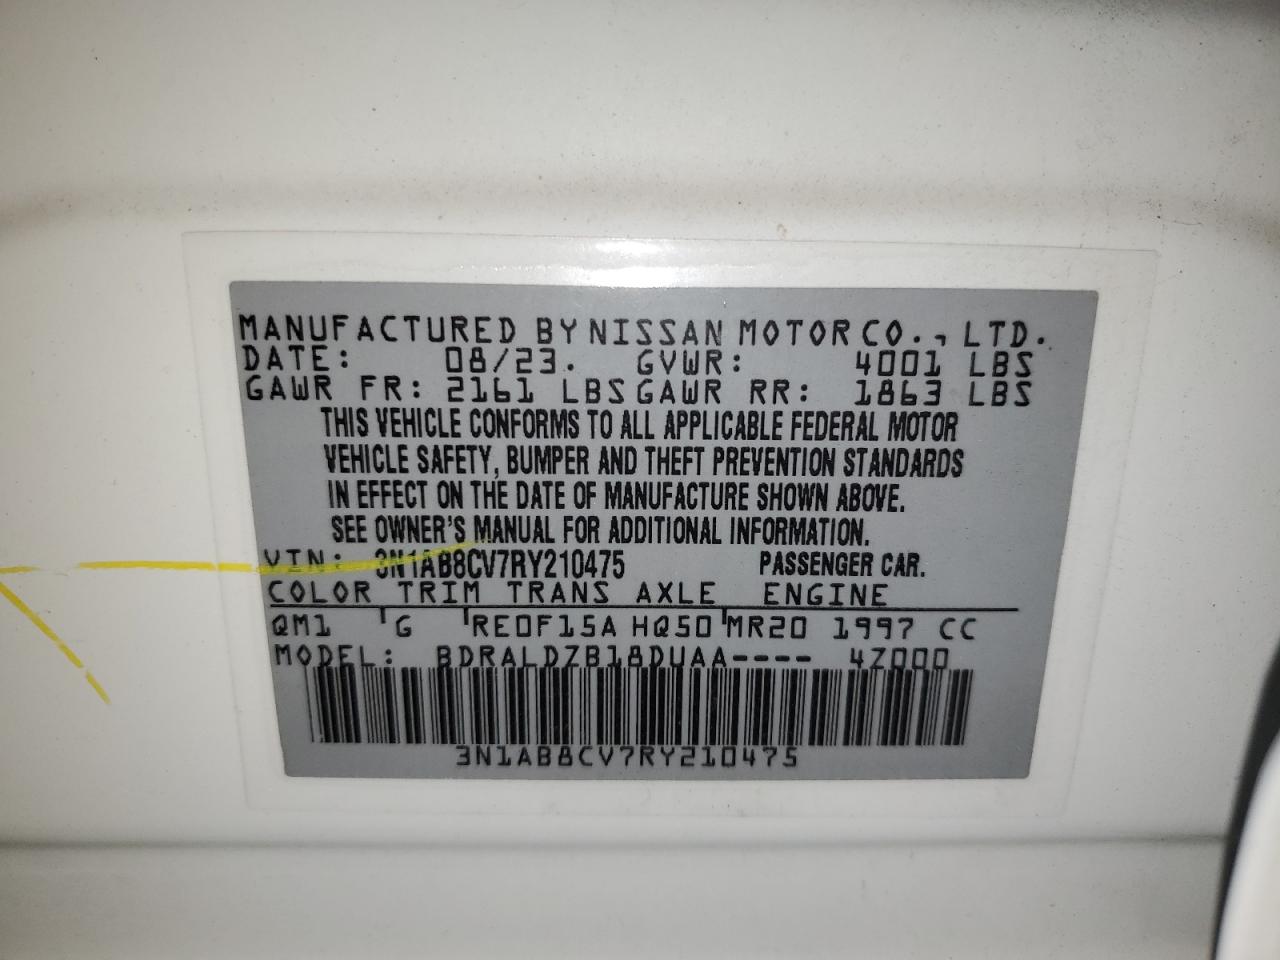 MANUFACTURED BY NISSAN MOTOR CO., LTD.
DATE: 08/23. GVWR: 4001 LBS
GAWR FR: 2161 LBS GAWR RR: 1863 LBS
THIS VEHICLE CONFORMS TO ALL APPLICABLE FEDERAL MOTOR
VEHICLE SAFETY, BUMPER AND THEFT PREVENTION STANDARDS
IN EFFECT ON THE DATE OF MANUFACTURE SHOWN ABOVE.
SEE OWNER'S MANUAL FOR ADDITIONAL INFORMATION.
VIN: 3N1AB8CV7RY210475 PASSENGER CAR.
COLOR TRIM TRANS AXLE ENGINE
QM1 G RE0F15A HQ50 MR20 1997 CC
MODEL: BDRALDZB18DUAA---- 4Z000
3N1AB8CV7RY210475